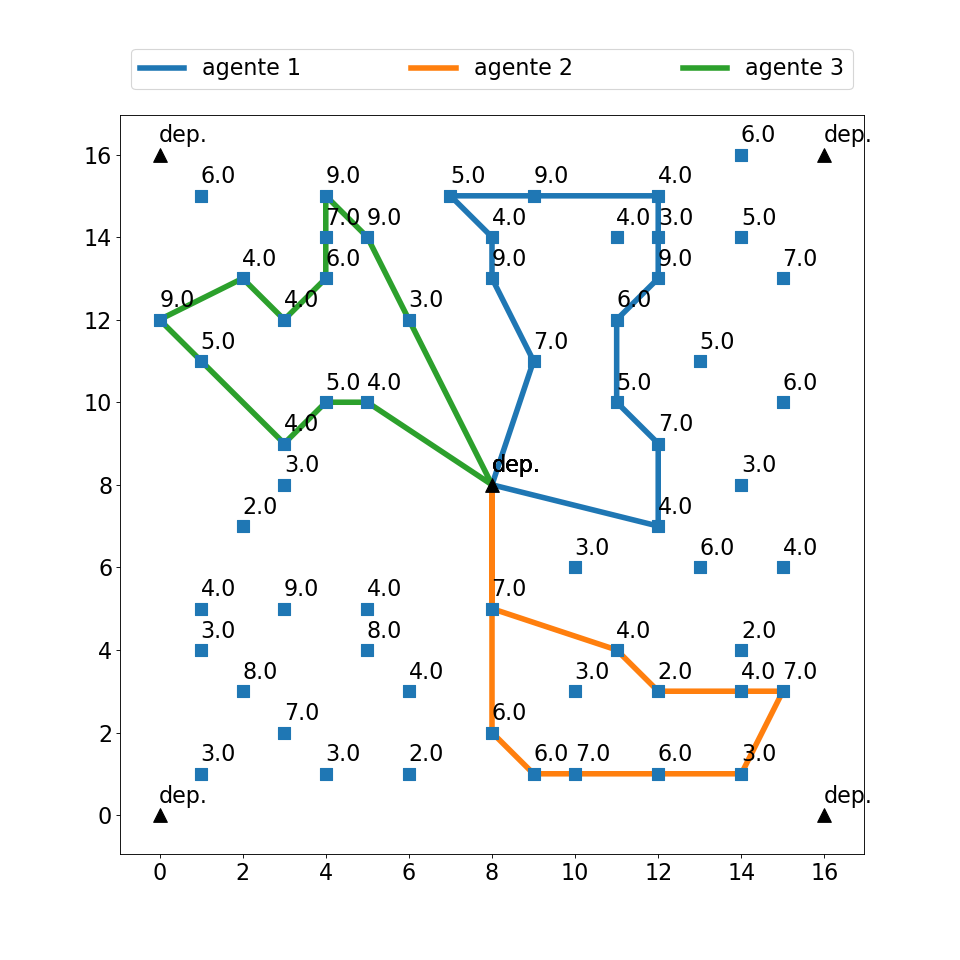 agente 1 agente 2 agente 3
dep. 6.0 dep.
16
6.0 9.0 5.0 9.0 4.0
7.0 9.0 4.0 4.0 3.0 5.0
14
4.0 6.0 9.0 9.0 7.0
9.0 4.0 3.0 6.0
12
5.0 7.0 5.0
5.0 4.0 5.0 6.0
10
4.0 7.0
3.0 dep. 3.0
8
2.0 4.0
3.0 6.0 4.0
6
4.0 9.0 4.0 7.0
3.0 8.0 4.0 2.0
4
8.0 4.0 3.0 2.0 4.0 7.0
7.0 6.0
2
3.0 3.0 2.0 6.0 7.0 6.0 3.0
dep. dep.
0
0 2 4 6 8 10 12 14 16